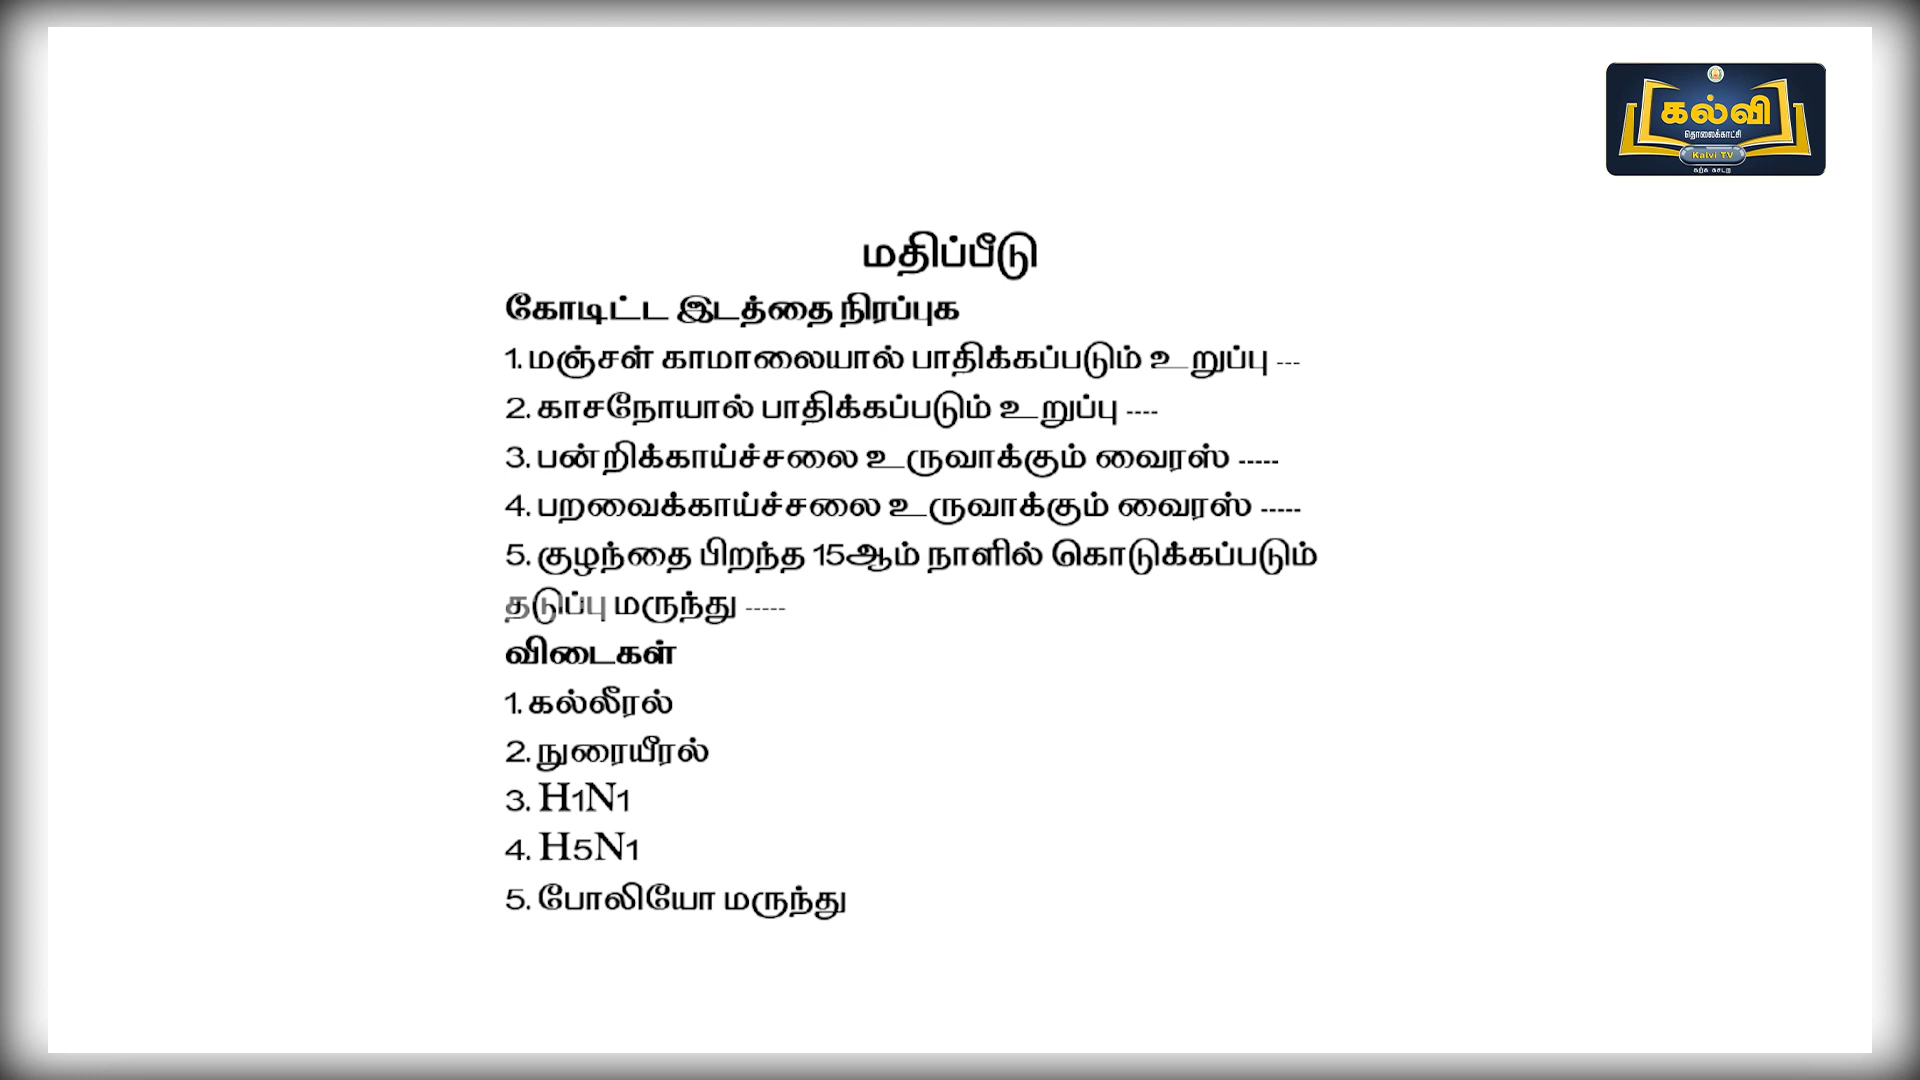 கல்வி
தொலைக்காட்சி
Kalvi TV
கற்க கசடற
மதிப்பீடு
கோடிட்ட இடத்தை நிரப்புக
1. மஞ்சள் காமாலையால் பாதிக்கப்படும் உறுப்பு ---
2. காசநோயால் பாதிக்கப்படும் உறுப்பு ----
3. பன்றிக்காய்ச்சலை உருவாக்கும் வைரஸ் -----
4. பறவைக்காய்ச்சலை உருவாக்கும் வைரஸ் -----
5. குழந்தை பிறந்த 15ஆம் நாளில் கொடுக்கப்படும்
தடுப்பு மருந்து -----
விடைகள்
1. கல்லீரல்
2. நுரையீரல்
3. H1N1
4. H5N1
5. போலியோ மருந்து